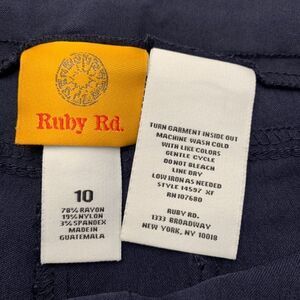 Ruby Rd.
10
78% RAYON
19% NYLON
3% SPANDEX
MADE IN
GUATEMALA
TURN GARMENT INSIDE OUT
MACHINE WASH COLD
WITH LIKE COLORS
GENTLE CYCLE
DO NOT BLEACH
LINE DRY
LOW IRON AS NEEDED
STYLE 14597 XF
RN107680
RUBY RD.
1333 BROADWAY
NEW YORK, NY 10018